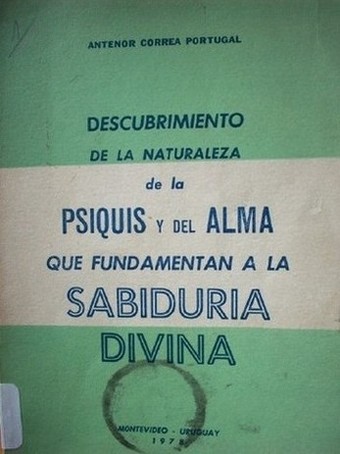 ANTENOR CORREA PORTUGAL
DESCUBRIMIENTO
DE LA NATURALEZA
de la
PSIQUIS Y DEL ALMA
QUE FUNDAMENTAN A LA
SABIDURIA
DIVINA
MONTEVIDEO - URUGUAY
1978